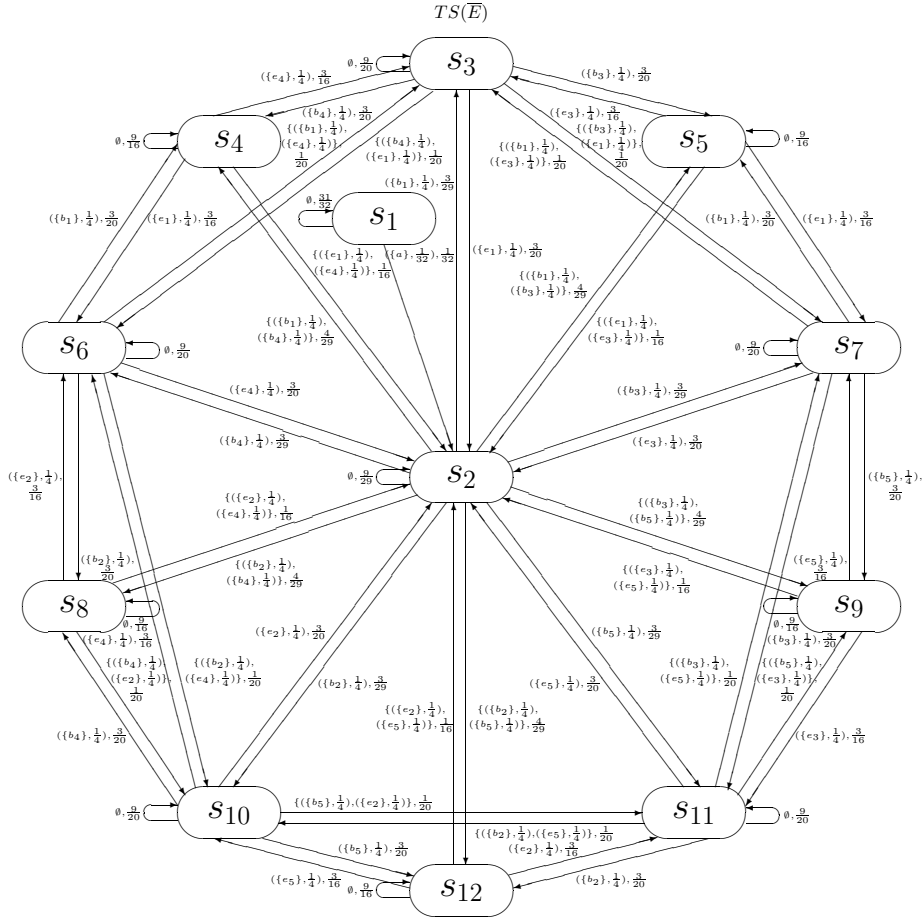 TS(E̅)
∅, 9/20
s₃
({e₄}, 1/4), 3/16
({b₃}, 1/4), 3/20
({b₄}, 1/4), 3/20
({e₃}, 1/4), 3/16
∅, 9/16
s₄
{({b₁}, 1/4),
({e₄}, 1/4)},
1/20
{({b₄}, 1/4),
({e₁}, 1/4)}, 1/20
{({b₁}, 1/4),
({e₃}, 1/4)}, 1/20
{({b₃}, 1/4),
({e₁}, 1/4)},
1/20
s₅
∅, 9/16
({b₁}, 1/4), 3/29
∅, 31/32
s₁
({b₁}, 1/4), 3/20
({e₁}, 1/4), 3/16
({b₁}, 1/4), 3/20
({e₁}, 1/4), 3/16
{({e₁}, 1/4),
({e₄}, 1/4)}, 1/16
({a}, 1/32), 1/32
({e₁}, 1/4), 3/20
{({b₁}, 1/4),
({b₃}, 1/4)}, 4/29
{({b₁}, 1/4),
({b₄}, 1/4)}, 4/29
{({e₁}, 1/4),
({e₃}, 1/4)}, 1/16
s₆
∅, 9/20
∅, 9/20
s₇
({e₄}, 1/4), 3/20
({b₃}, 1/4), 3/29
({b₄}, 1/4), 3/29
({e₃}, 1/4), 3/20
∅, 9/29
s₂
({e₂}, 1/4),
3/16
({b₅}, 1/4),
3/20
{({e₂}, 1/4),
({e₄}, 1/4)}, 1/16
{({b₃}, 1/4),
({b₅}, 1/4)}, 4/29
({b₂}, 1/4),
3/20
{({b₂}, 1/4),
({b₄}, 1/4)}, 4/29
{({e₃}, 1/4),
({e₅}, 1/4)}, 1/16
({e₅}, 1/4),
3/16
s₈
∅, 9/16
∅, 9/16
s₉
({e₄}, 1/4), 3/16
({e₂}, 1/4), 3/20
({b₅}, 1/4), 3/29
({b₃}, 1/4), 3/20
{({b₄}, 1/4),
({e₂}, 1/4)},
1/20
{({b₂}, 1/4),
({e₄}, 1/4)}, 1/20
({b₂}, 1/4), 3/29
({e₅}, 1/4), 3/20
{({b₃}, 1/4),
({e₅}, 1/4)}, 1/20
{({b₅}, 1/4),
({e₃}, 1/4)},
1/20
{({e₂}, 1/4),
({e₅}, 1/4)}, 1/16
{({b₂}, 1/4),
({b₅}, 1/4)}, 4/29
({b₄}, 1/4), 3/20
({e₃}, 1/4), 3/16
∅, 9/20
s₁₀
{({b₅}, 1/4),({e₂}, 1/4)}, 1/20
s₁₁
∅, 9/20
{({b₂}, 1/4),({e₅}, 1/4)}, 1/20
({b₅}, 1/4), 3/20
({e₂}, 1/4), 3/16
({e₅}, 1/4), 3/16
∅, 9/16
s₁₂
({b₂}, 1/4), 3/20